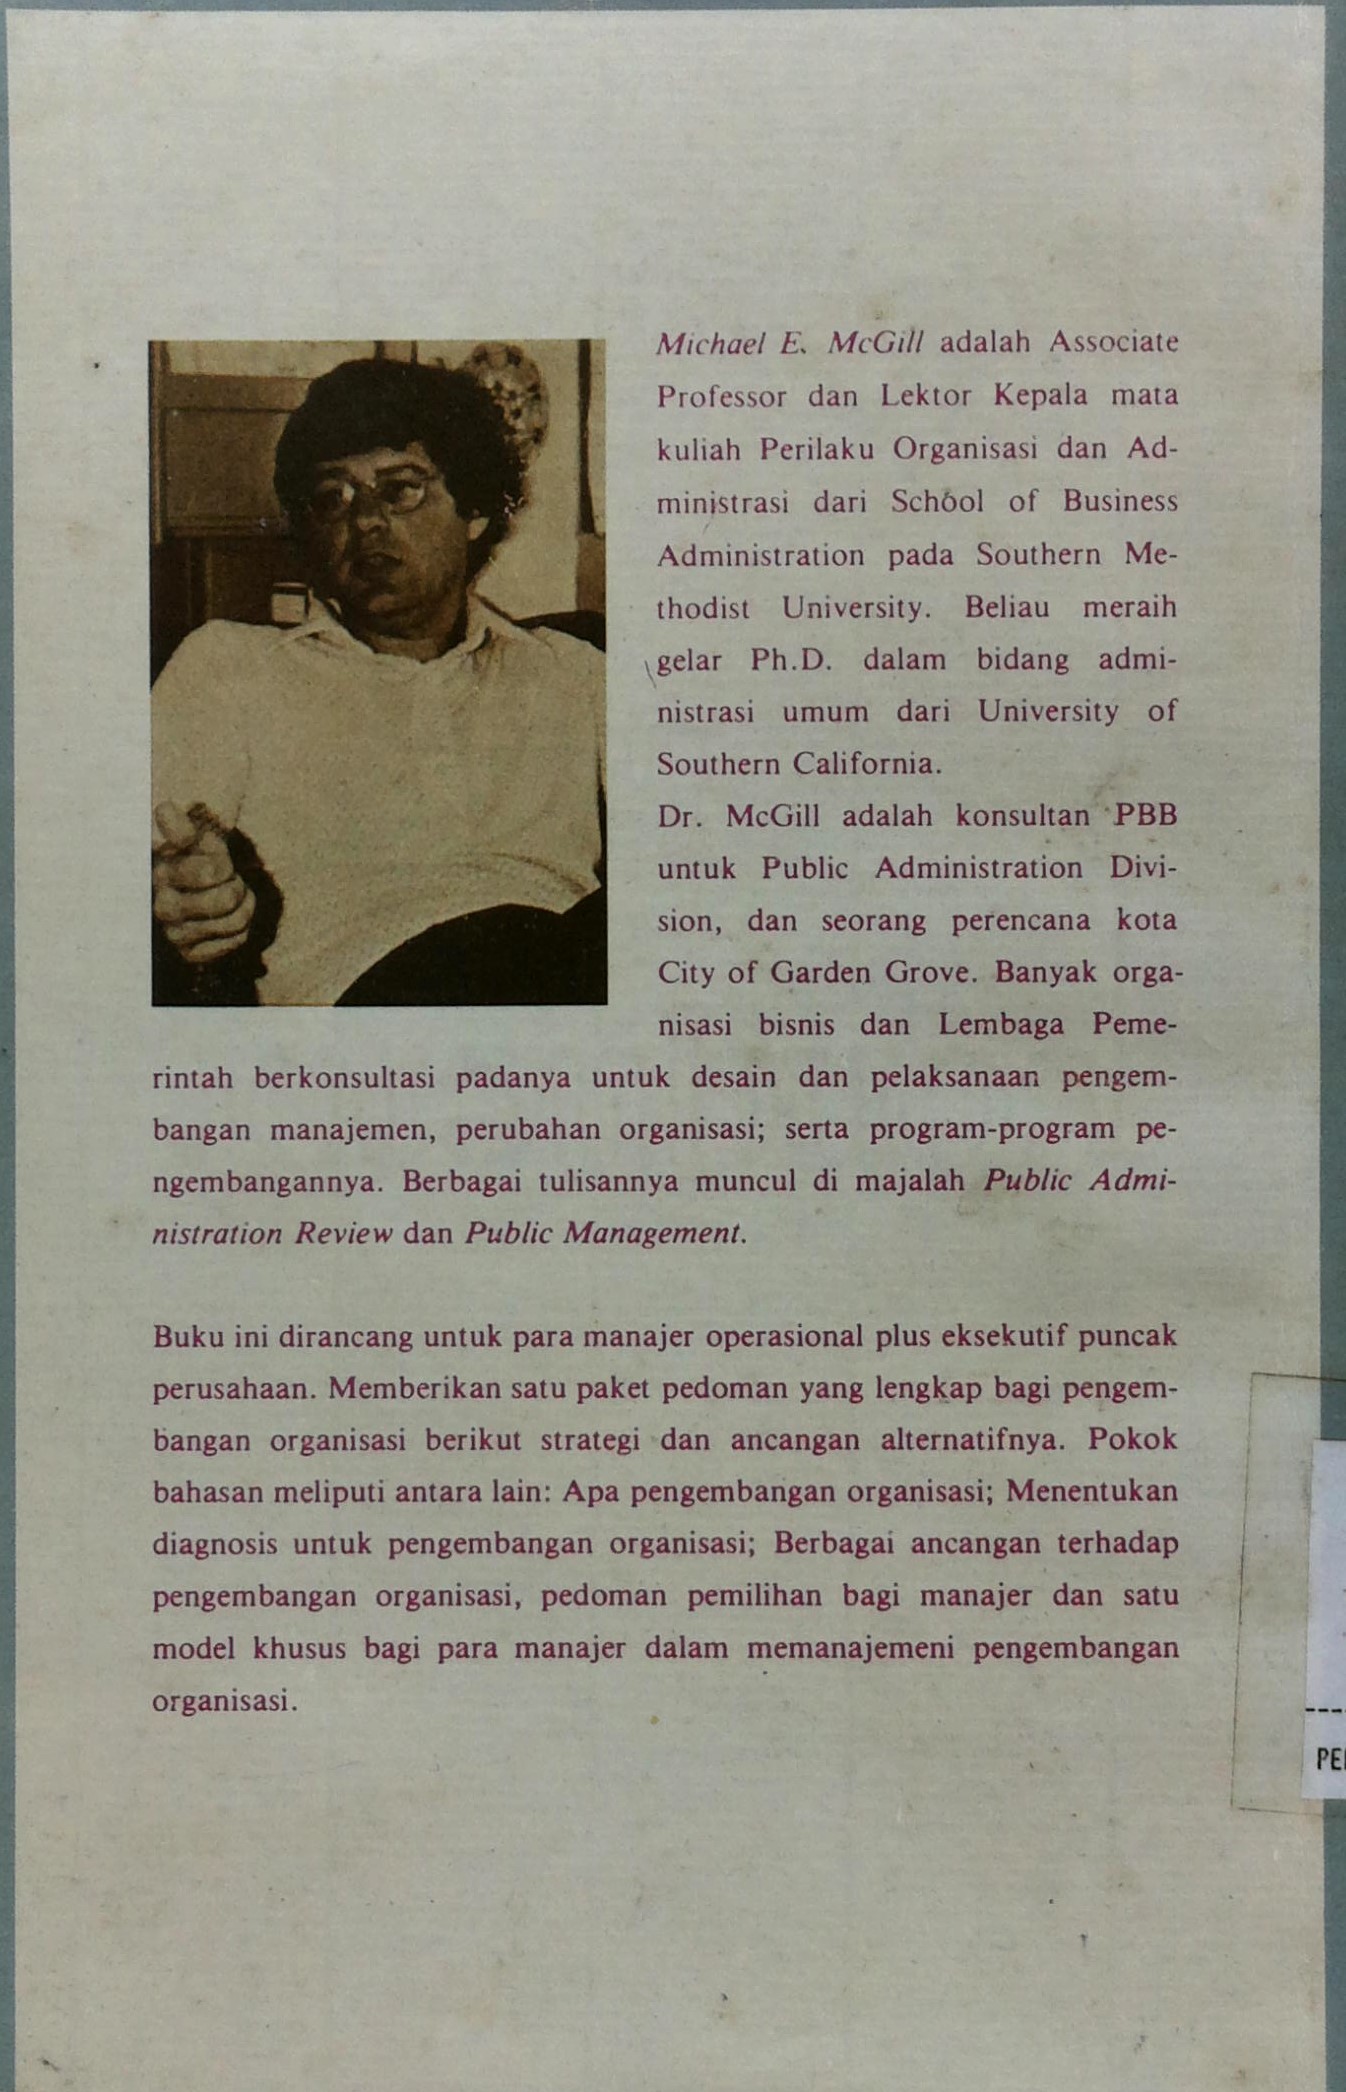 Michael E. McGill adalah Associate
Professor dan Lektor Kepala mata
kuliah Perilaku Organisasi dan Ad-
ministrasi dari School of Business
Administration pada Southern Me-
thodist University. Beliau meraih
gelar Ph.D. dalam bidang admi-
nistrasi umum dari University of
Southern California.
Dr. McGill adalah konsultan PBB
untuk Public Administration Divi-
sion, dan seorang perencana kota
City of Garden Grove. Banyak orga-
nisasi bisnis dan Lembaga Peme-
rintah berkonsultasi padanya untuk desain dan pelaksanaan pengem-
bangan manajemen, perubahan organisasi; serta program-program pe-
ngembangannya. Berbagai tulisannya muncul di majalah Public Admi-
nistration Review dan Public Management.
Buku ini dirancang untuk para manajer operasional plus eksekutif puncak
perusahaan. Memberikan satu paket pedoman yang lengkap bagi pengem-
bangan organisasi berikut strategi dan ancangan alternatifnya. Pokok
bahasan meliputi antara lain: Apa pengembangan organisasi; Menentukan
diagnosis untuk pengembangan organisasi; Berbagai ancangan terhadap
pengembangan organisasi, pedoman pemilihan bagi manajer dan satu
model khusus bagi para manajer dalam memanajemeni pengembangan
organisasi.